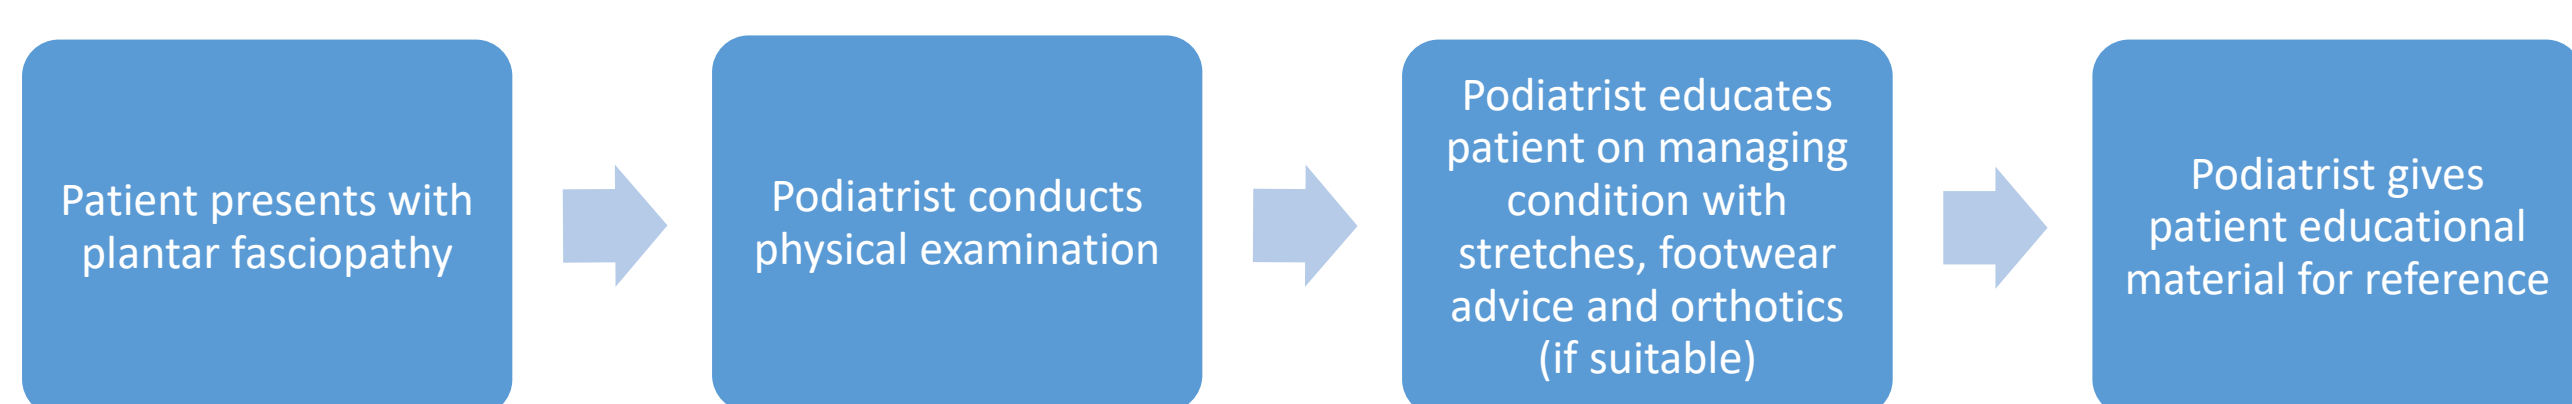 Patient presents with
plantar fasciopathy
Podiatrist conducts
physical examination
Podiatrist educates
patient on managing
condition with
stretches, footwear
advice and orthotics
(if suitable)
Podiatrist gives
patient educational
material for reference